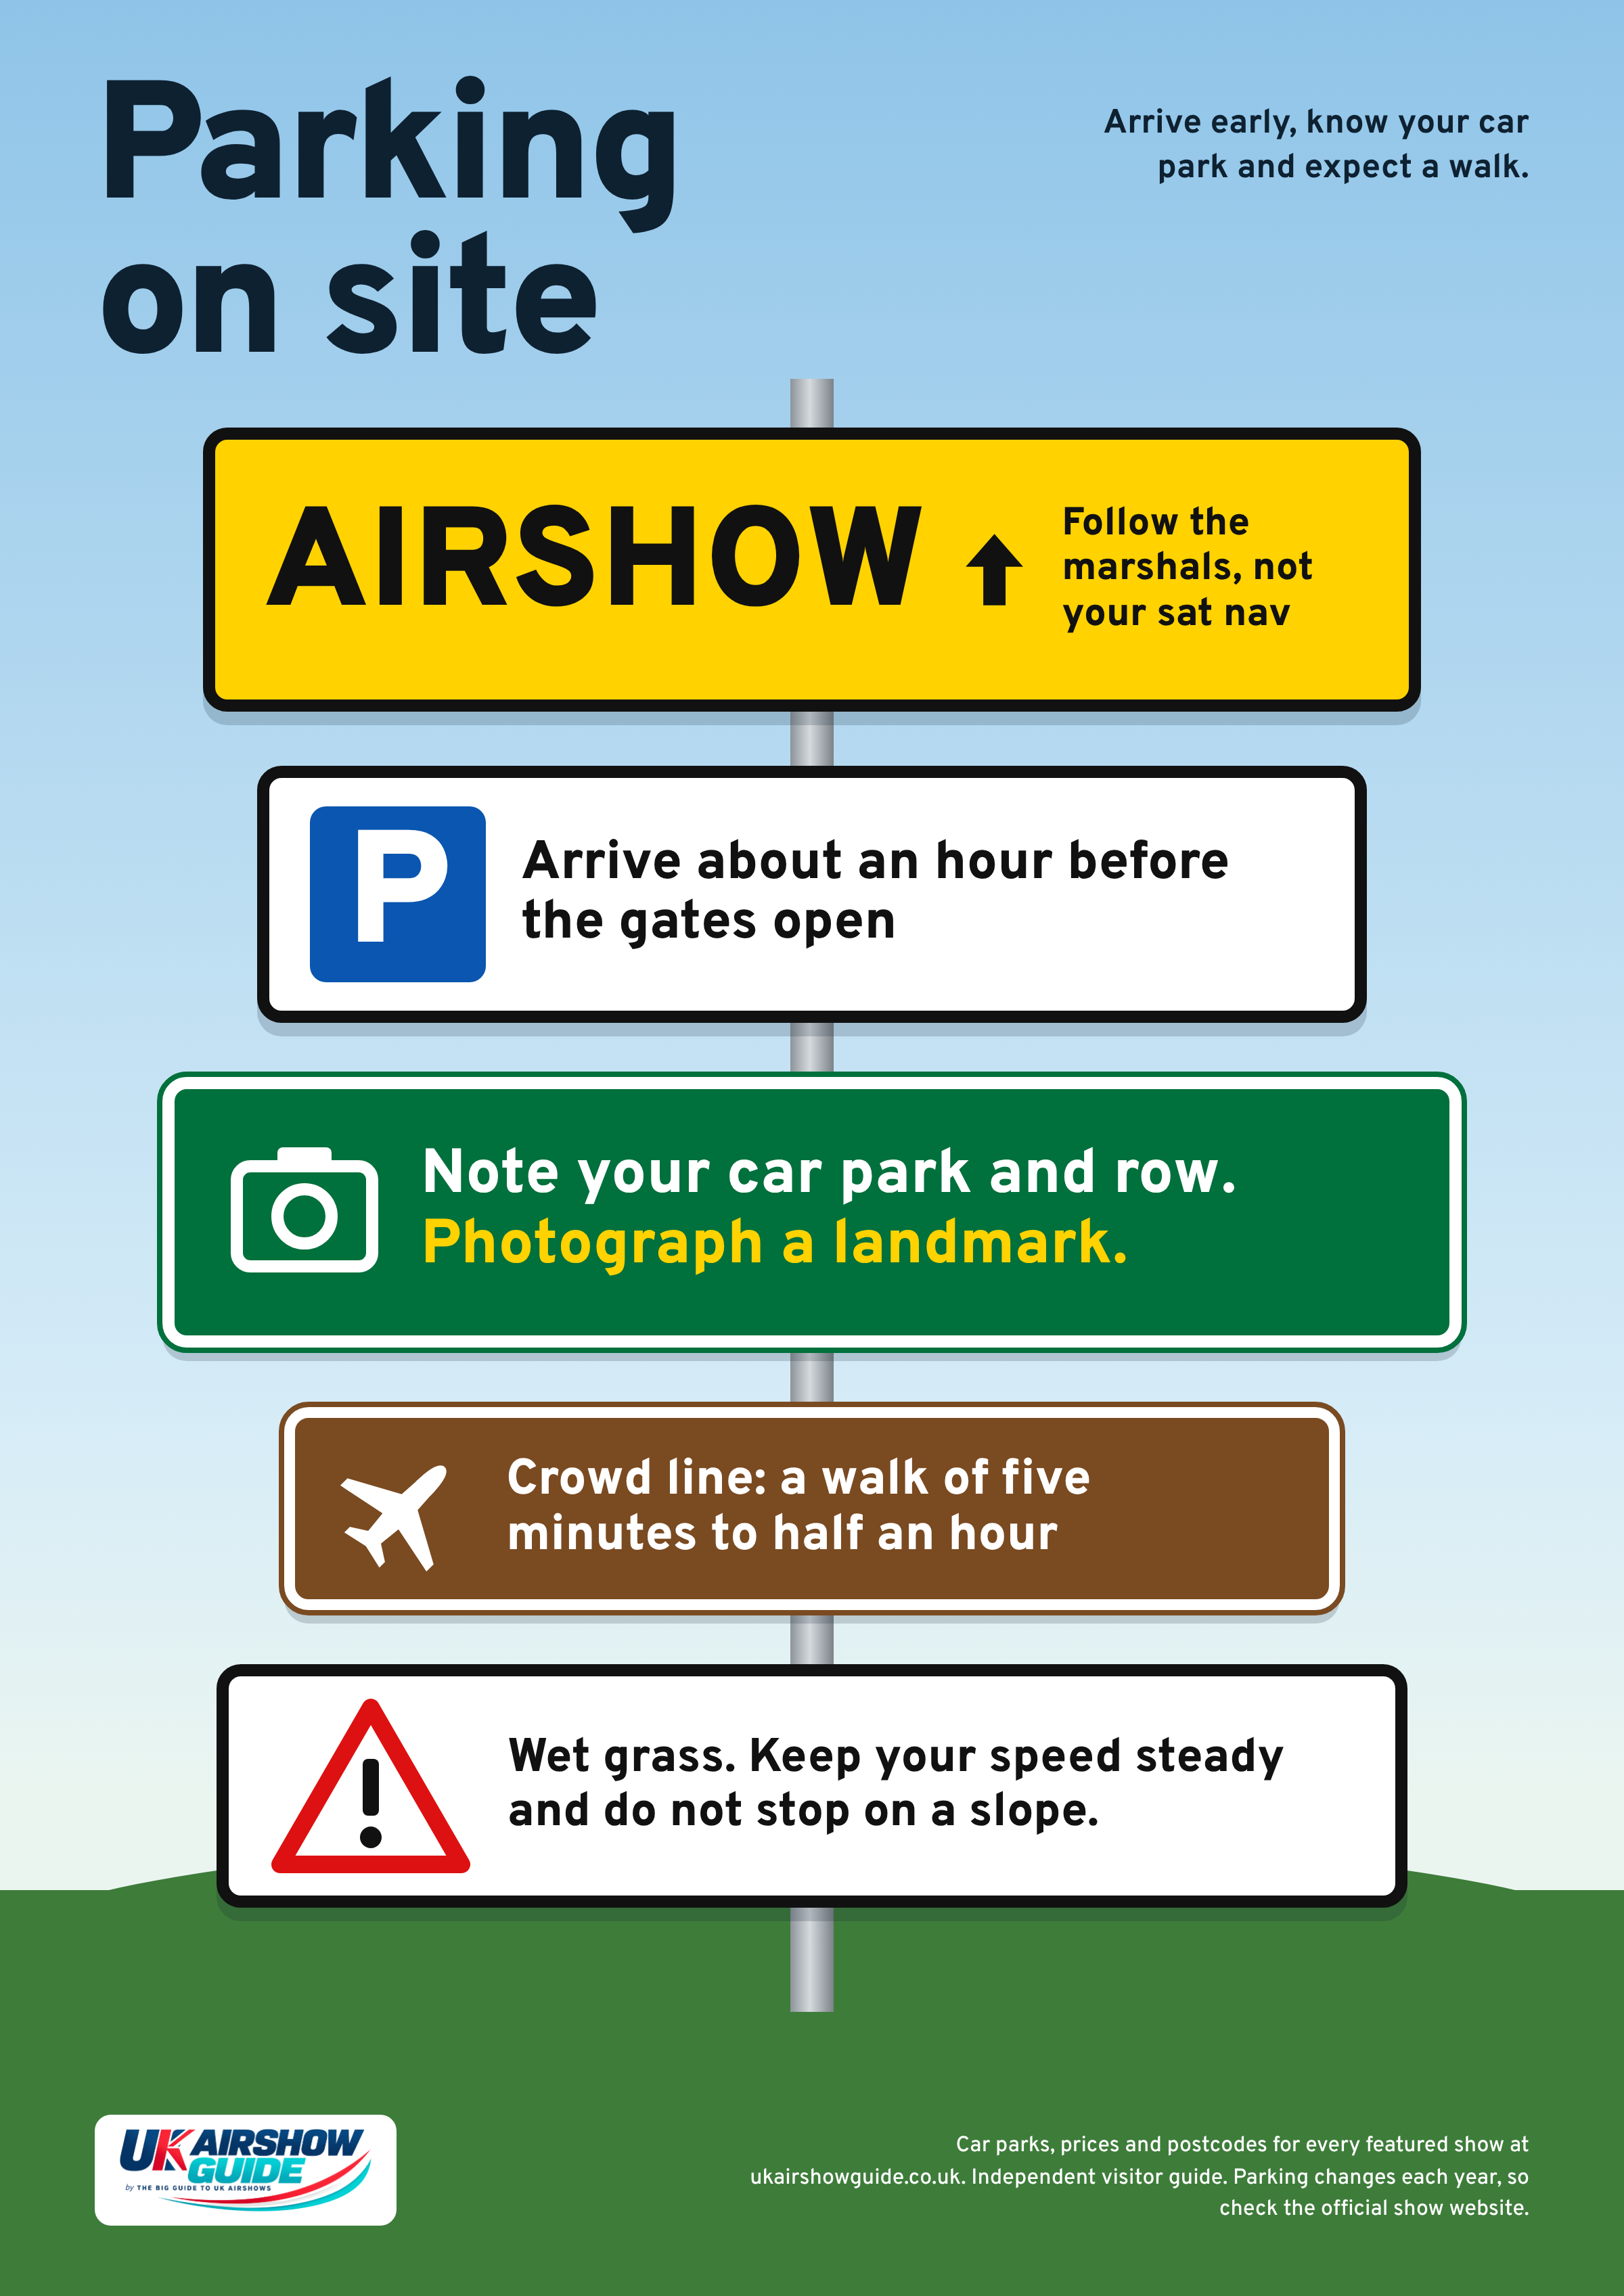 Parking
on site
Arrive early, know your car
park and expect a walk.
AIRSHOW
Follow the
marshals, not
your sat nav
P
Arrive about an hour before
the gates open
Note your car park and row.
Photograph a landmark.
Crowd line: a walk of five
minutes to half an hour
!
Wet grass. Keep your speed steady
and do not stop on a slope.
UK AIRSHOW
GUIDE
by THE BIG GUIDE TO UK AIRSHOWS
Car parks, prices and postcodes for every featured show at
ukairshowguide.co.uk. Independent visitor guide. Parking changes each year, so
check the official show website.